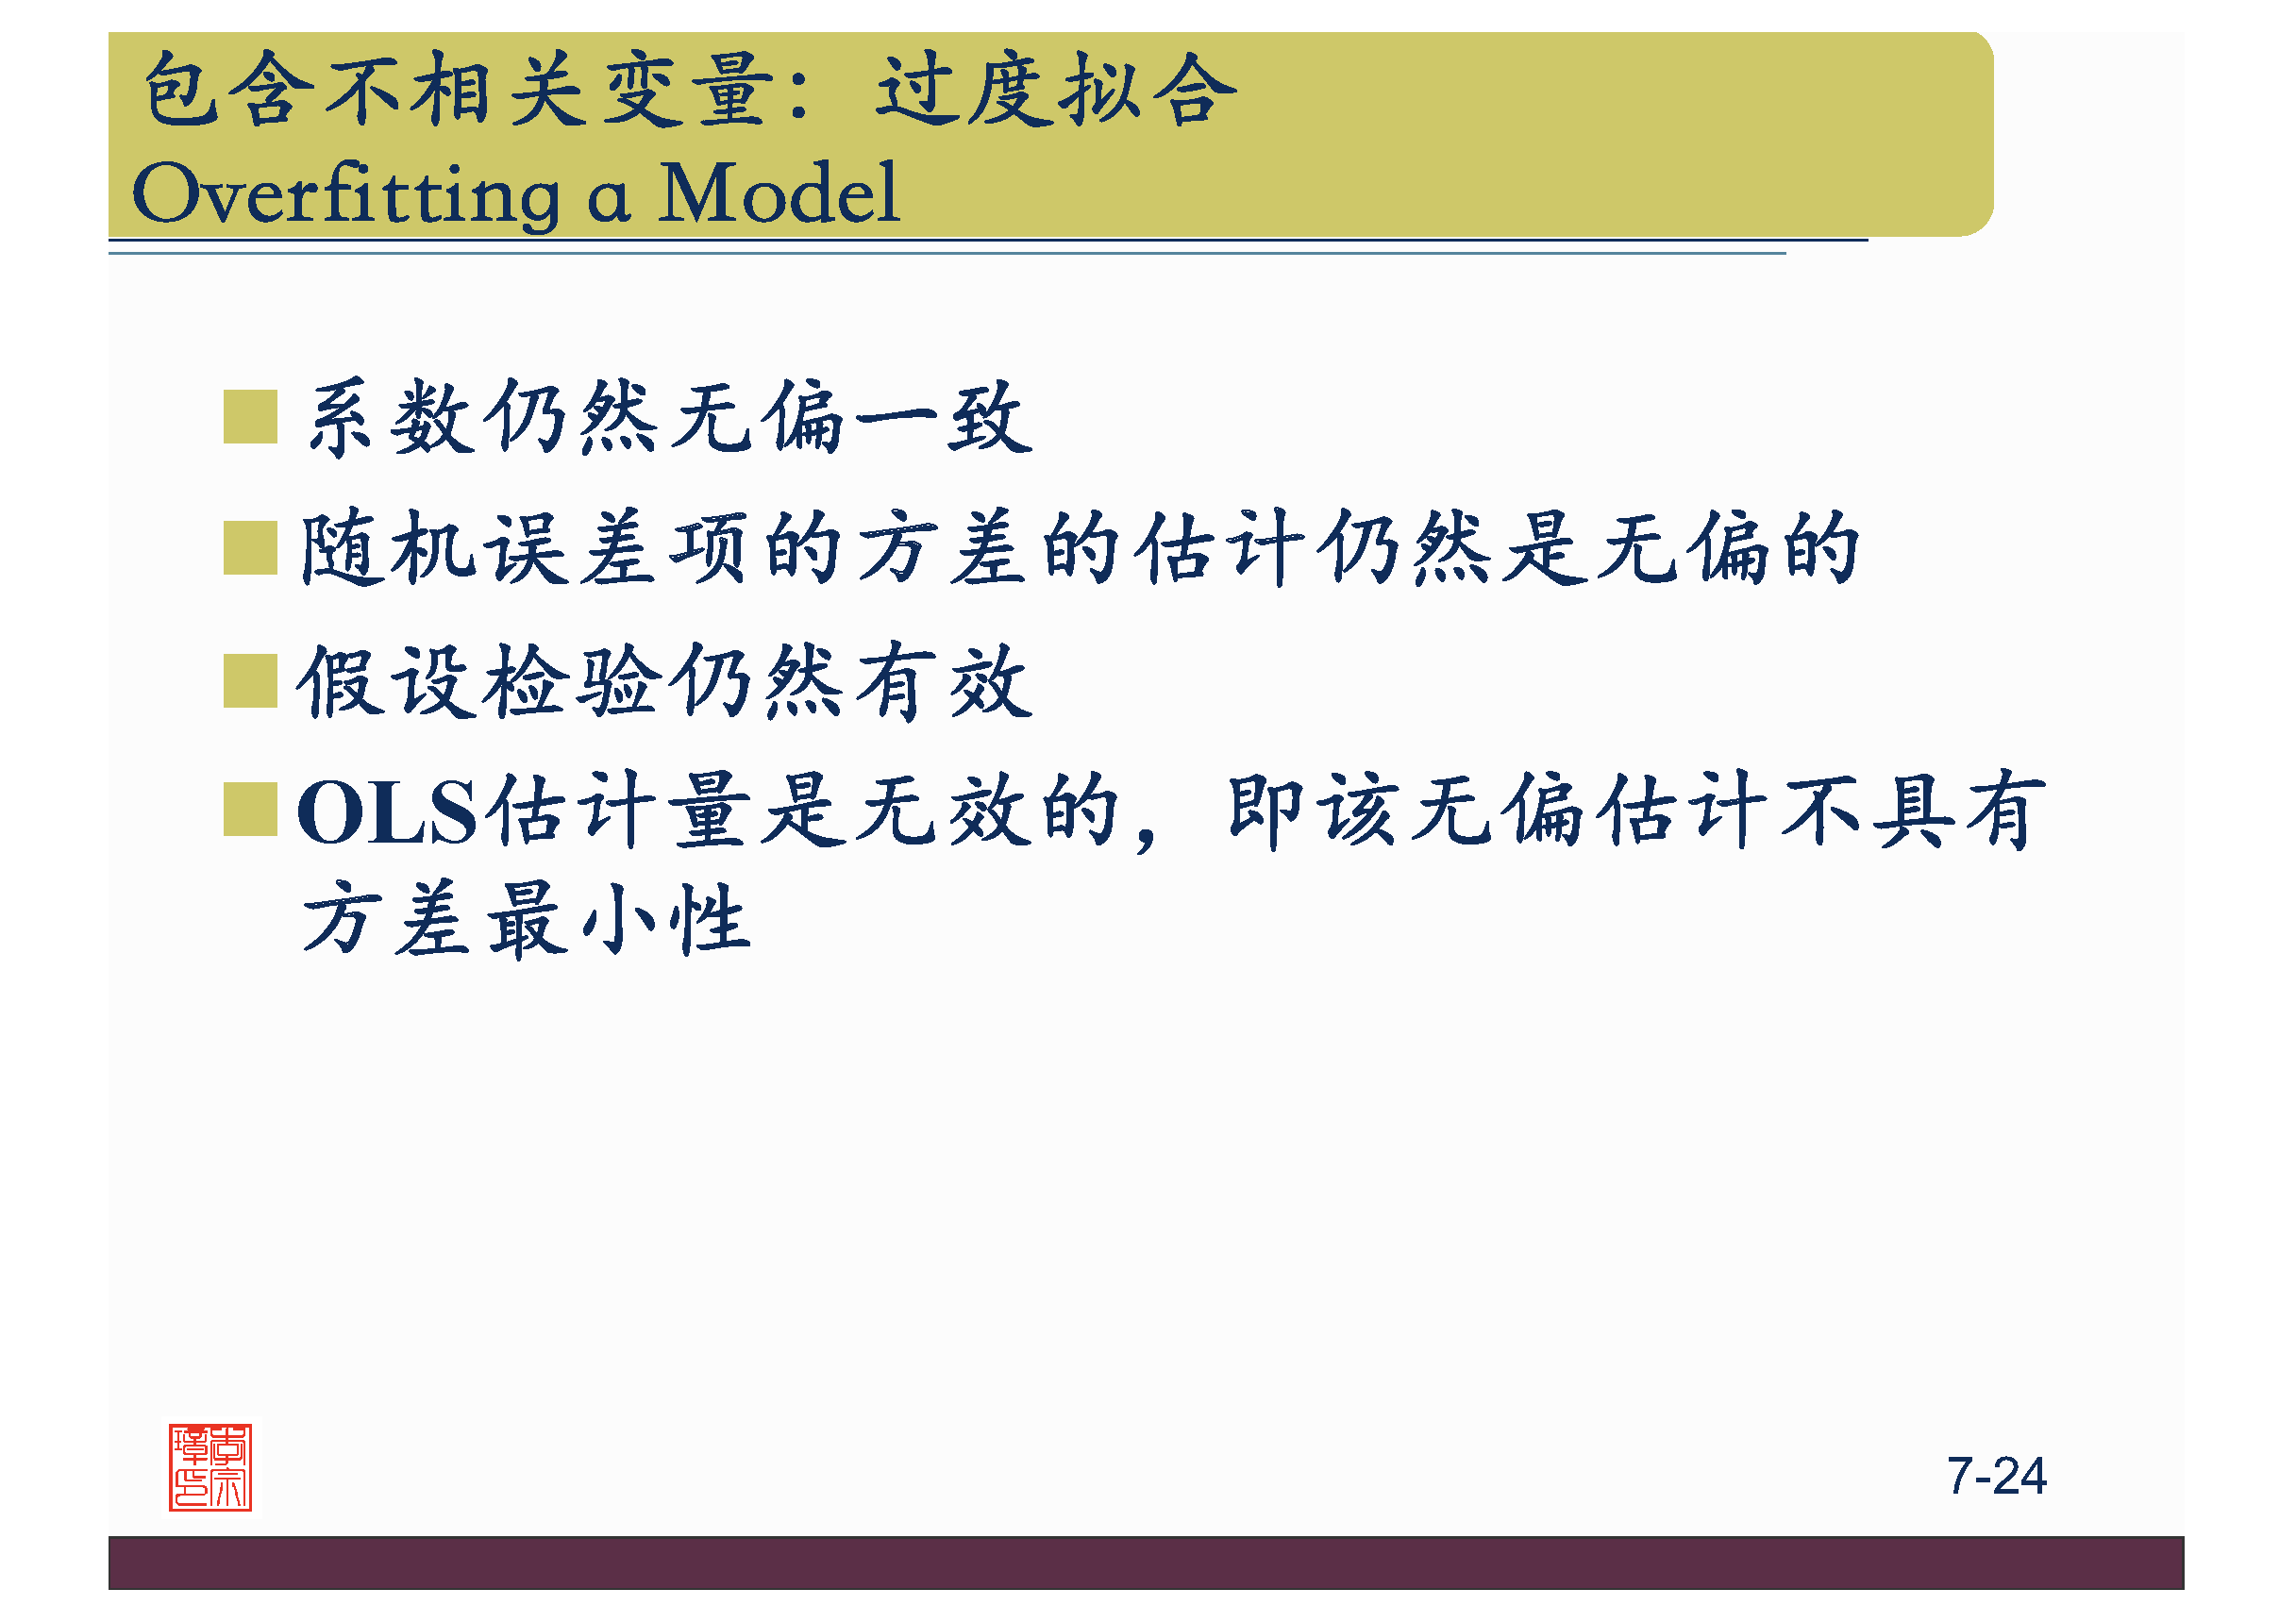 包含不相关变量：过度拟合
Overfitting a Model
系数仍然无偏一致
随机误差项的方差的估计仍然是无偏的
假设检验仍然有效
OLS估计量是无效的，即该无偏估计不具有
方差最小性
7-24